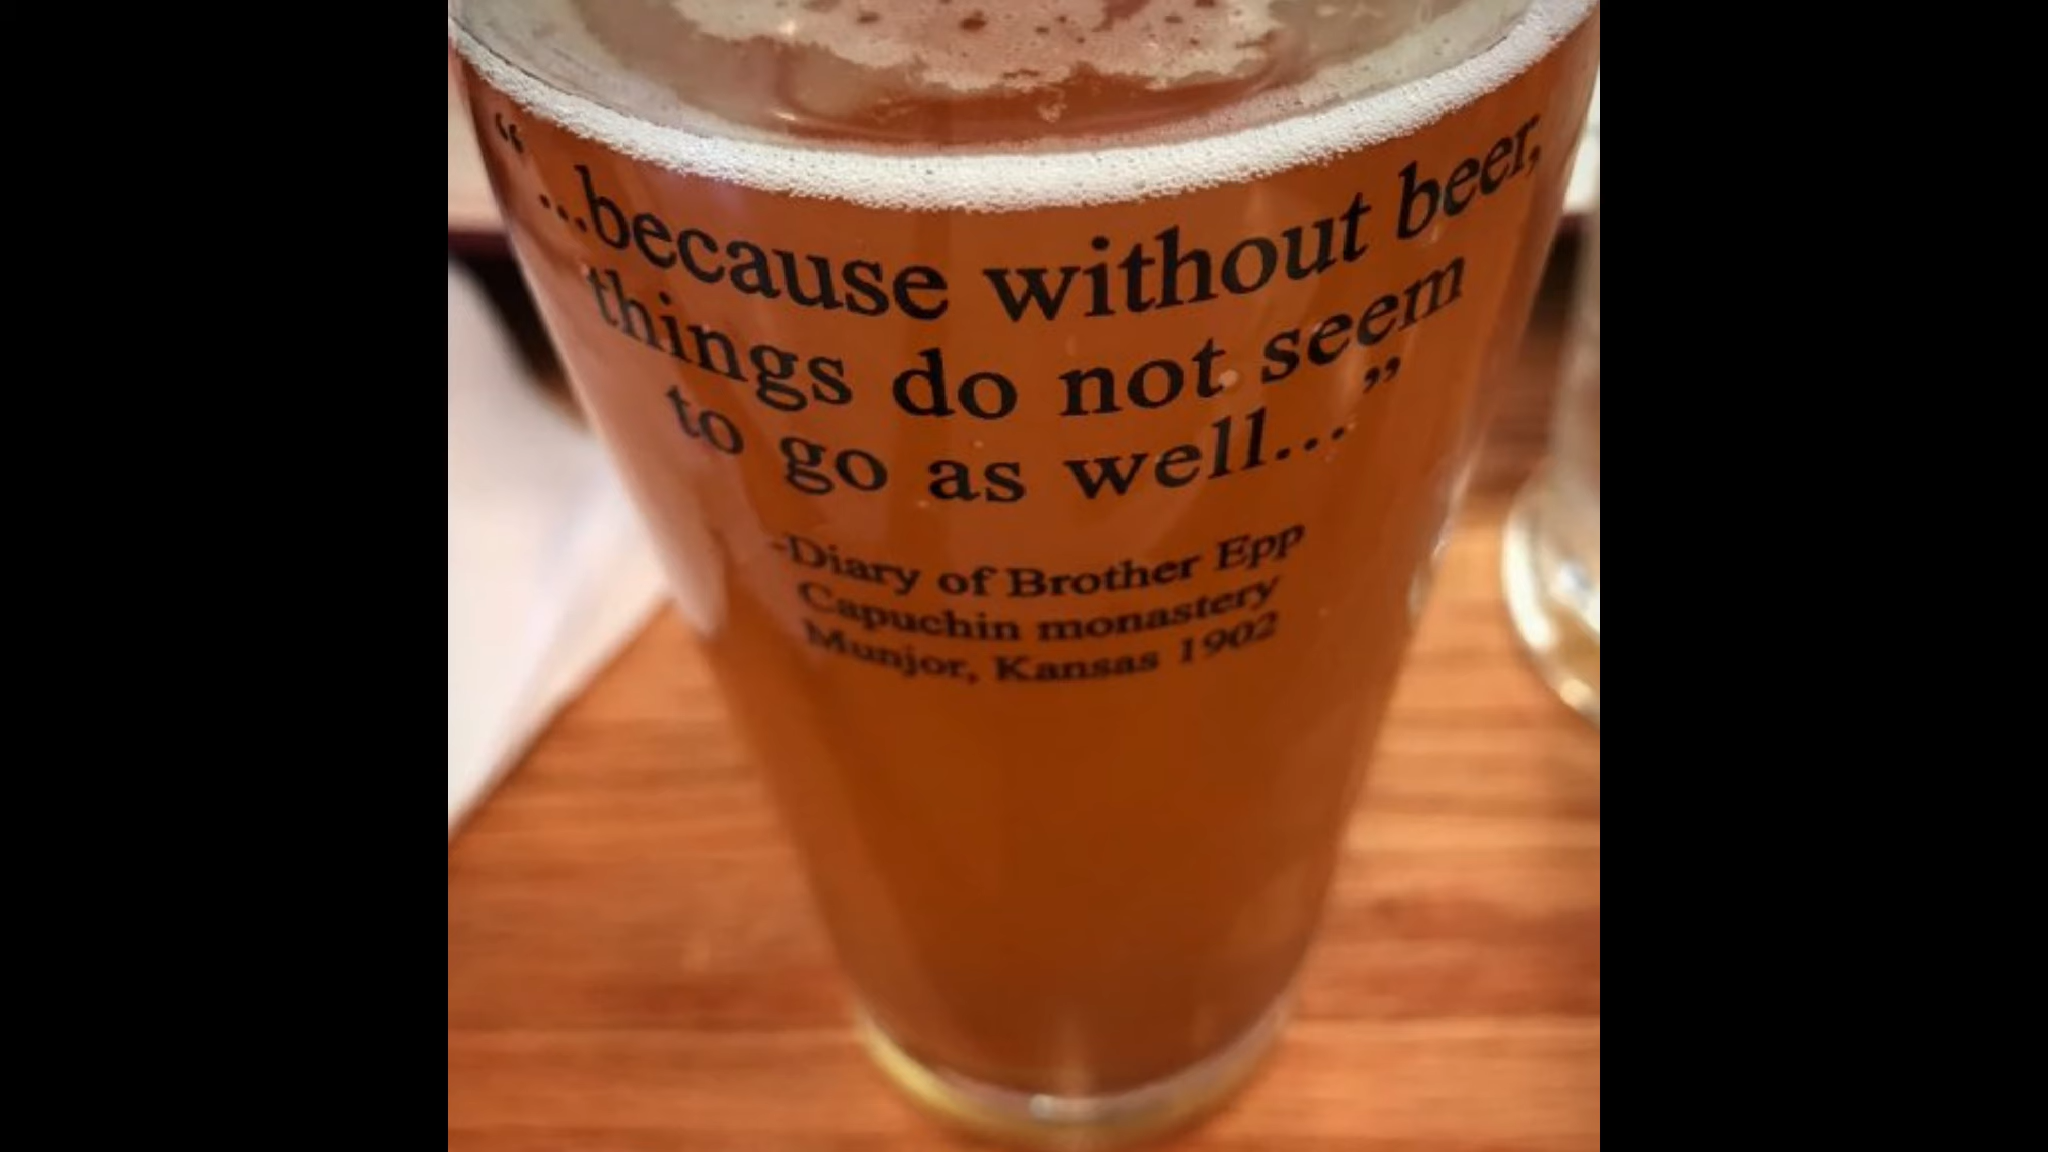 “...because without beer,
things do not seem
to go as well...”
-Diary of Brother Epp
Capuchin monastery
Munjor, Kansas 1902